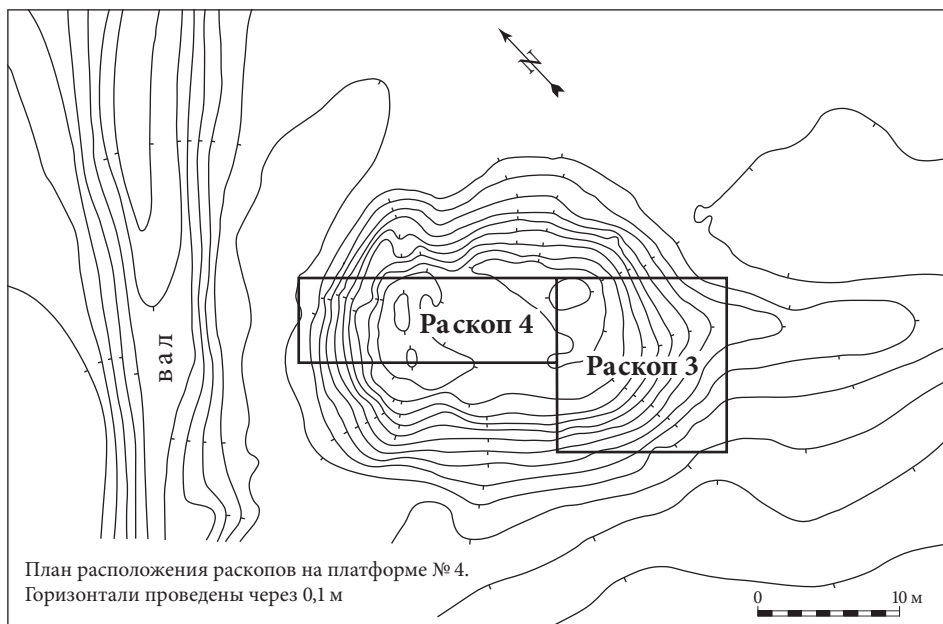 N
Раскоп 4
Раскоп 3
вал
План расположения раскопов на платформе № 4.
Горизонтали проведены через 0,1 м
0 10 м